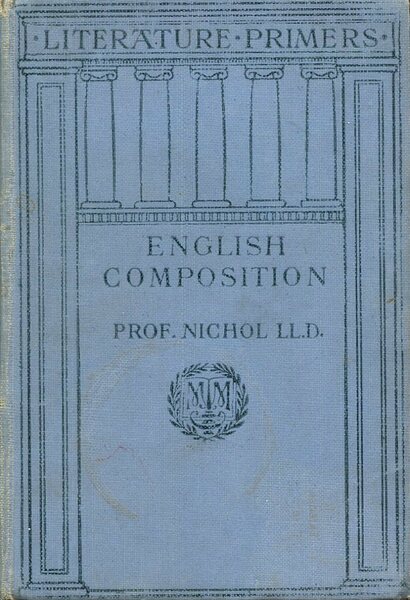 · LITERATURE · PRIMERS ·
ENGLISH
COMPOSITION
PROF. NICHOL LL.D.
M M